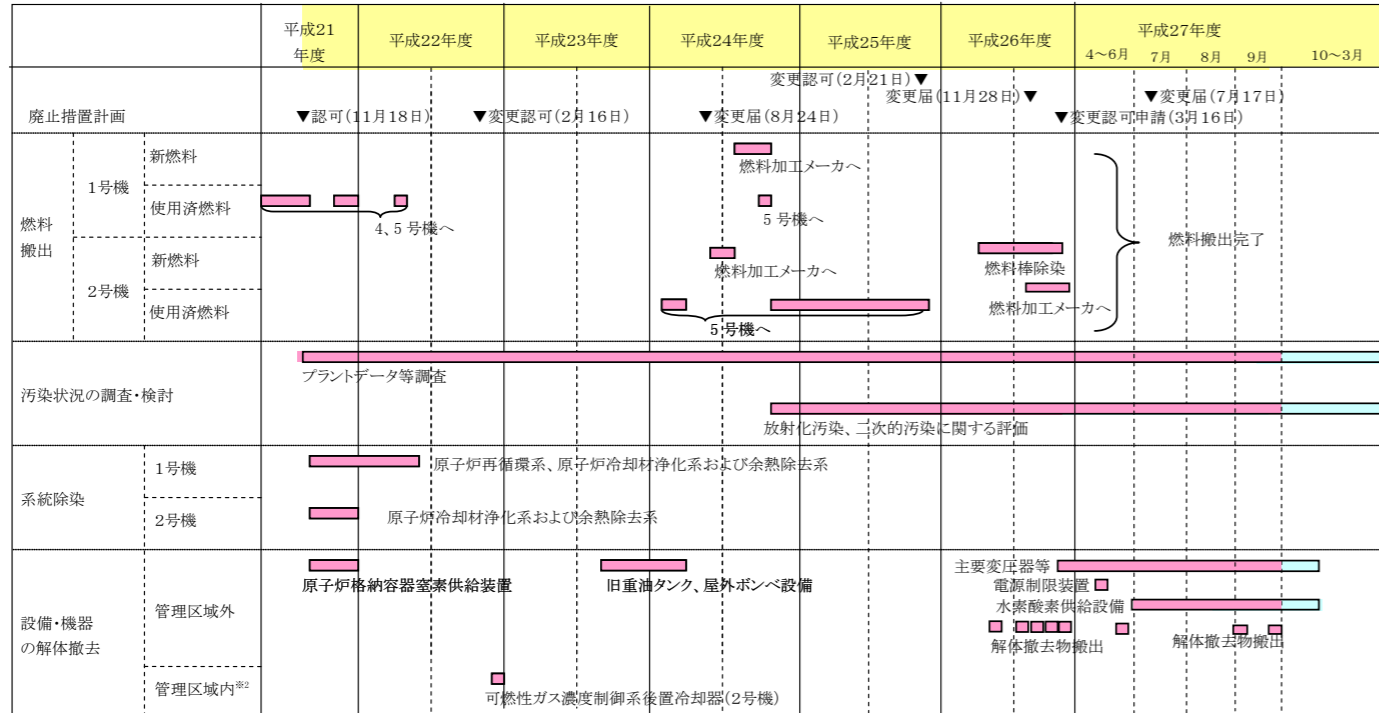 平成21
年度
平成22年度
平成23年度
平成24年度
平成25年度
平成26年度
平成27年度
4～6月
7月
8月
9月
10～3月
廃止措置計画
▼認可(11月18日)
▼変更認可(2月16日)
▼変更届(8月24日)
変更認可(2月21日)▼
変更届(11月28日)▼
▼変更認可申請(3月16日)
▼変更届(7月17日)
燃料
搬出
1号機
新燃料
燃料加工メーカへ
使用済燃料
4、5号機へ
5号機へ
2号機
新燃料
燃料加工メーカへ
燃料棒除染
燃料加工メーカへ
使用済燃料
5号機へ
燃料搬出完了
汚染状況の調査・検討
プラントデータ等調査
放射化汚染、二次的汚染に関する評価
系統除染
1号機
原子炉再循環系、原子炉冷却材浄化系および余熱除去系
2号機
原子炉冷却材浄化系および余熱除去系
設備・機器
の解体撤去
管理区域外
原子炉格納容器窒素供給装置
旧重油タンク、屋外ボンベ設備
主要変圧器等
電源制限装置
水素酸素供給設備
解体撤去物搬出
解体撤去物搬出
管理区域内※2
可燃性ガス濃度制御系後置冷却器(2号機)